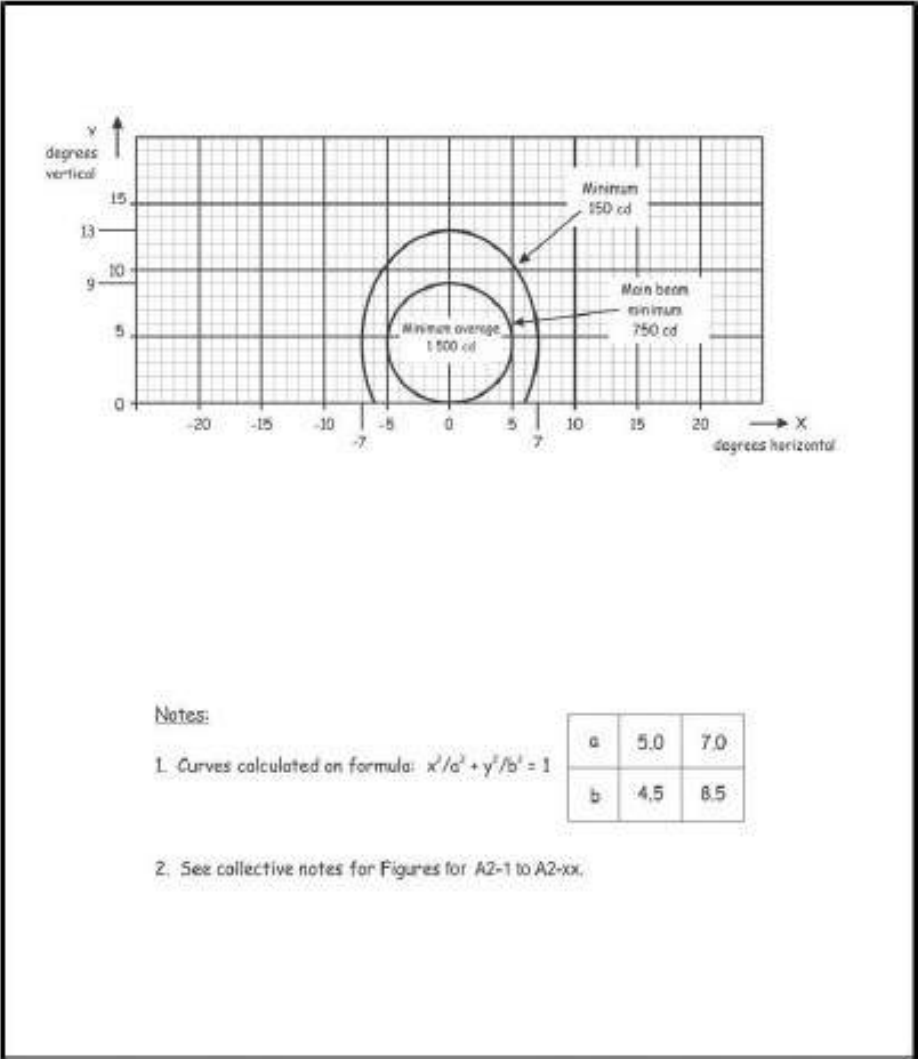 Y
degrees
vertical
15
Minimum
150 cd
13
10
9
Main beam
minimum
750 cd
5
Minimum average
1 500 cd
0
-20 -15 -10 -5 0 5 10 15 20 X
-7 7
degrees horizontal
Notes:
a 5.0 7.0
1. Curves calculated on formula: x²/a² + y²/b² = 1
b 4.5 8.5
2. See collective notes for Figures for A2-1 to A2-xx.